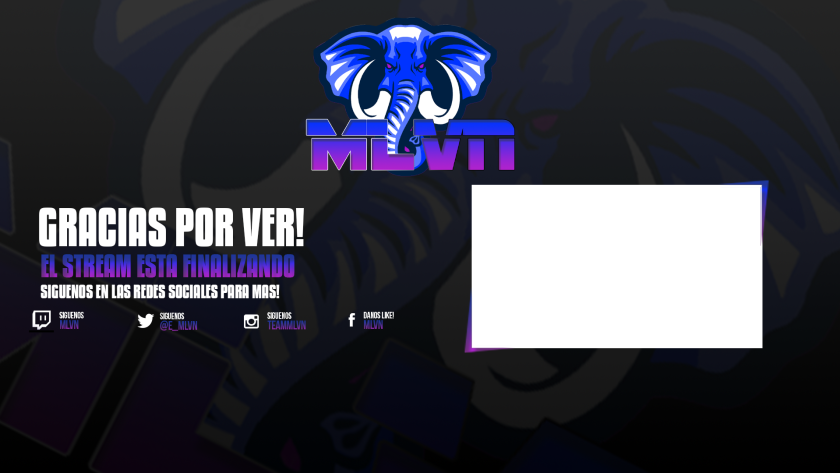 MLVN
GRACIAS POR VER!
EL STREAM ESTA FINALIZANDO
SIGUENOS EN LAS REDES SOCIALES PARA MAS!
SIGUENOS
MLVN
SIGUENOS
@E_MLVN
SIGUENOS
TEAMMLVN
DANOS LIKE!
MLVN